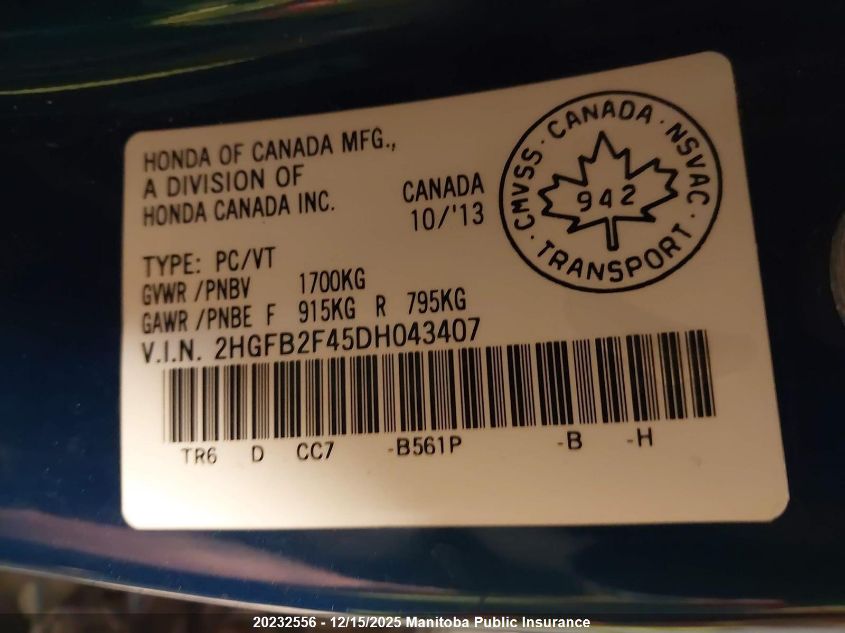 HONDA OF CANADA MFG.,
A DIVISION OF
HONDA CANADA INC.
CANADA
10/'13
CMVSS · CANADA · NSVAC · TRANSPORT ·
942
TYPE: PC/VT
GVWR /PNBV 1700KG
GAWR /PNBE F 915KG R 795KG
V.I.N. 2HGFB2F45DH043407
TR6 D CC7 -B561P -B -H
20232556 - 12/15/2025 Manitoba Public Insurance